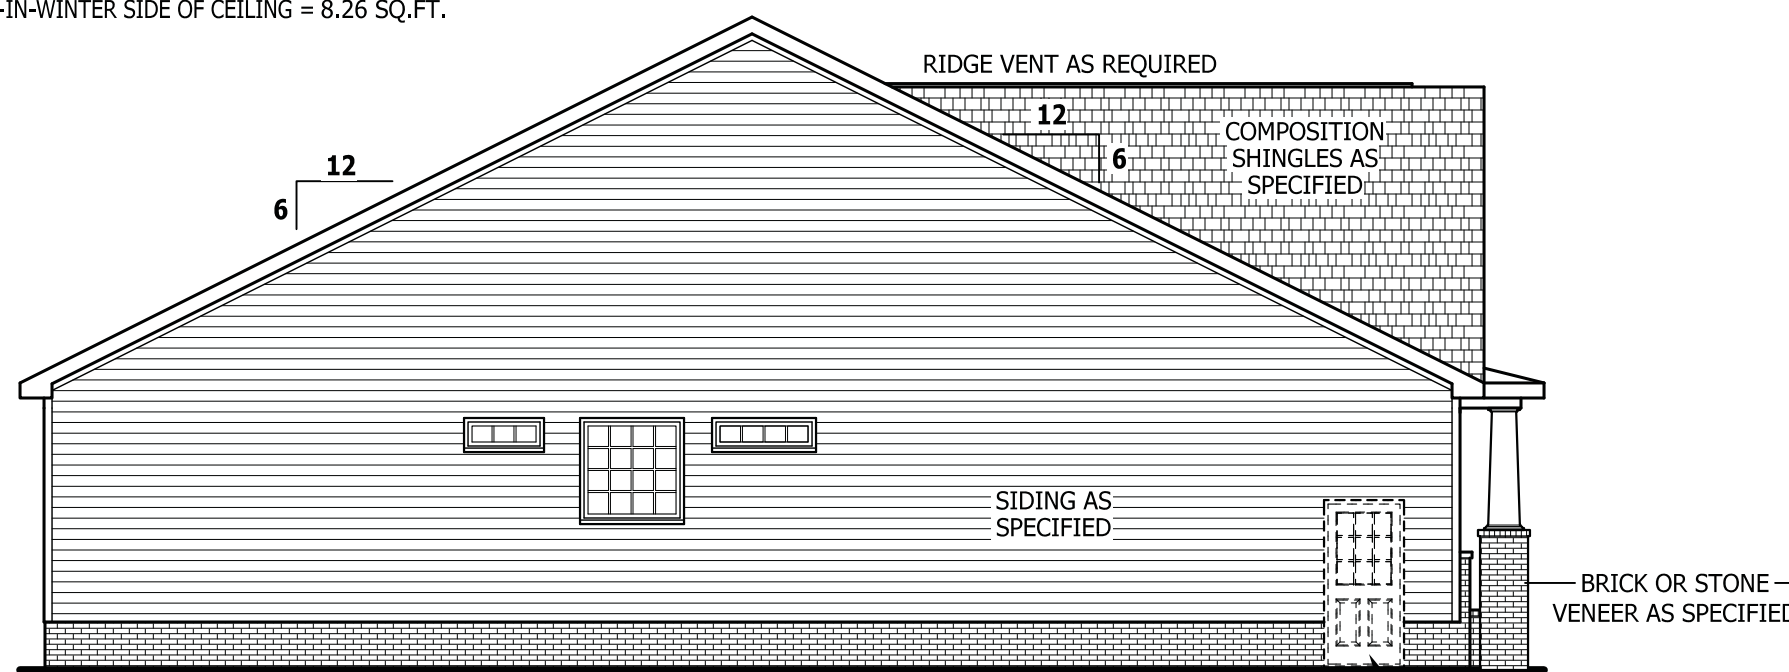 -IN-WINTER SIDE OF CEILING = 8.26 SQ.FT.
RIDGE VENT AS REQUIRED
12
6
12
6
COMPOSITION
SHINGLES AS
SPECIFIED
SIDING AS
SPECIFIED
BRICK OR STONE
VENEER AS SPECIFIED